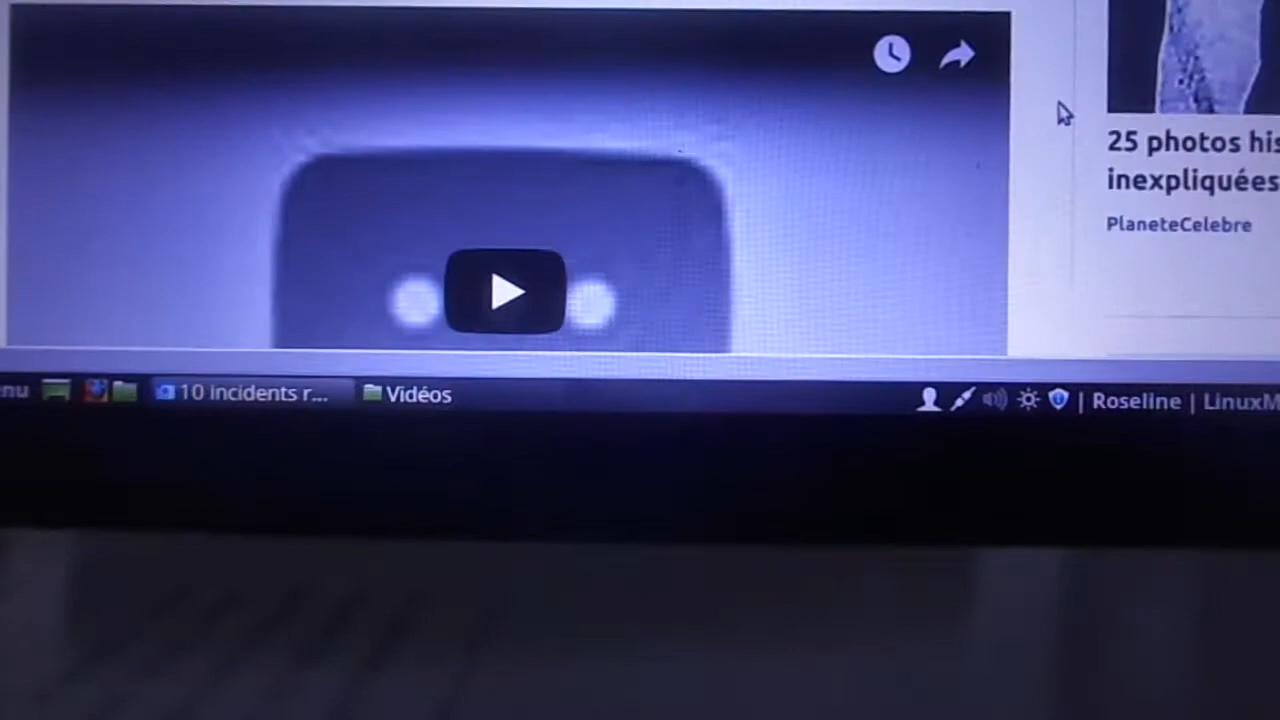 25 photos his
inexpliquées
PlaneteCelebre
nu
10 incidents r...
Vidéos
| Roseline | LinuxM